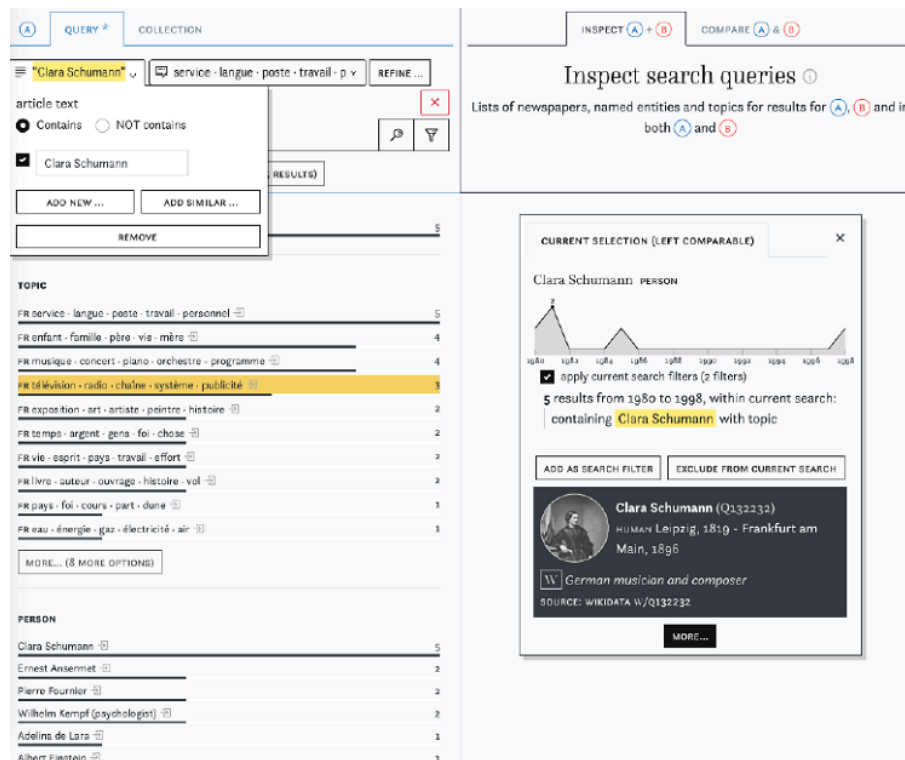 A QUERY * COLLECTION
"Clara Schumann" service · langue · poste · travail · p REFINE ...
article text
Contains NOT contains
Clara Schumann
, RESULTS)
ADD NEW ... ADD SIMILAR ...
REMOVE
5
TOPIC
FR service · langue · poste · travail · personnel 5
FR enfant · famille · père · vie · mère 4
FR musique · concert · piano · orchestre · programme 4
FR télévision · radio · chaîne · système · publicité 3
FR exposition · art · artiste · peintre · histoire 2
FR temps · argent · gens · foi · chose 2
FR vie · esprit · pays · travail · effort 2
FR livre · auteur · ouvrage · histoire · vol 2
FR pays · foi · cours · part · dune 1
FR eau · énergie · gaz · électricité · air 1
MORE... (8 MORE OPTIONS)
PERSON
Clara Schumann 5
Ernest Ansermet 2
Pierre Fournier 2
Wilhelm Kempf (psychologist) 2
Adelina de Lara 1
Albert Einstein 1
INSPECT A + B COMPARE A & B
Inspect search queries
Lists of newspapers, named entities and topics for results for A, B and in
both A and B
CURRENT SELECTION (LEFT COMPARABLE)
Clara Schumann PERSON
2
1980 1982 1984 1986 1988 1990 1992 1994 1996 1998
apply current search filters (2 filters)
5 results from 1980 to 1998, within current search:
containing Clara Schumann with topic
ADD AS SEARCH FILTER EXCLUDE FROM CURRENT SEARCH
Clara Schumann (Q132232)
HUMAN Leipzig, 1819 - Frankfurt am
Main, 1896
W German musician and composer
SOURCE: WIKIDATA W/Q132232
MORE...